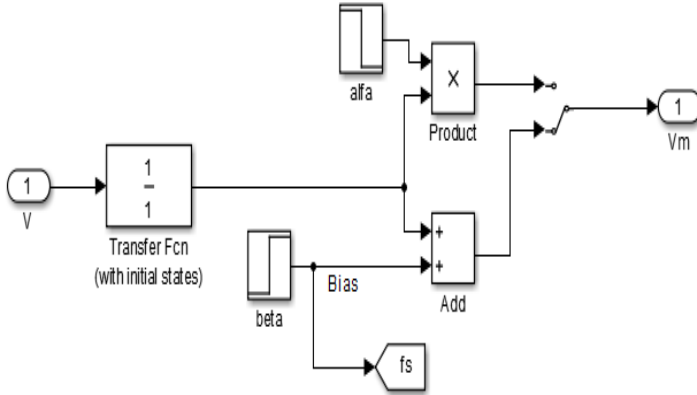 alfa
X
Product
1
Vm
1
V
1
1
Transfer Fcn
(with initial states)
beta
Bias
+
+
Add
fs